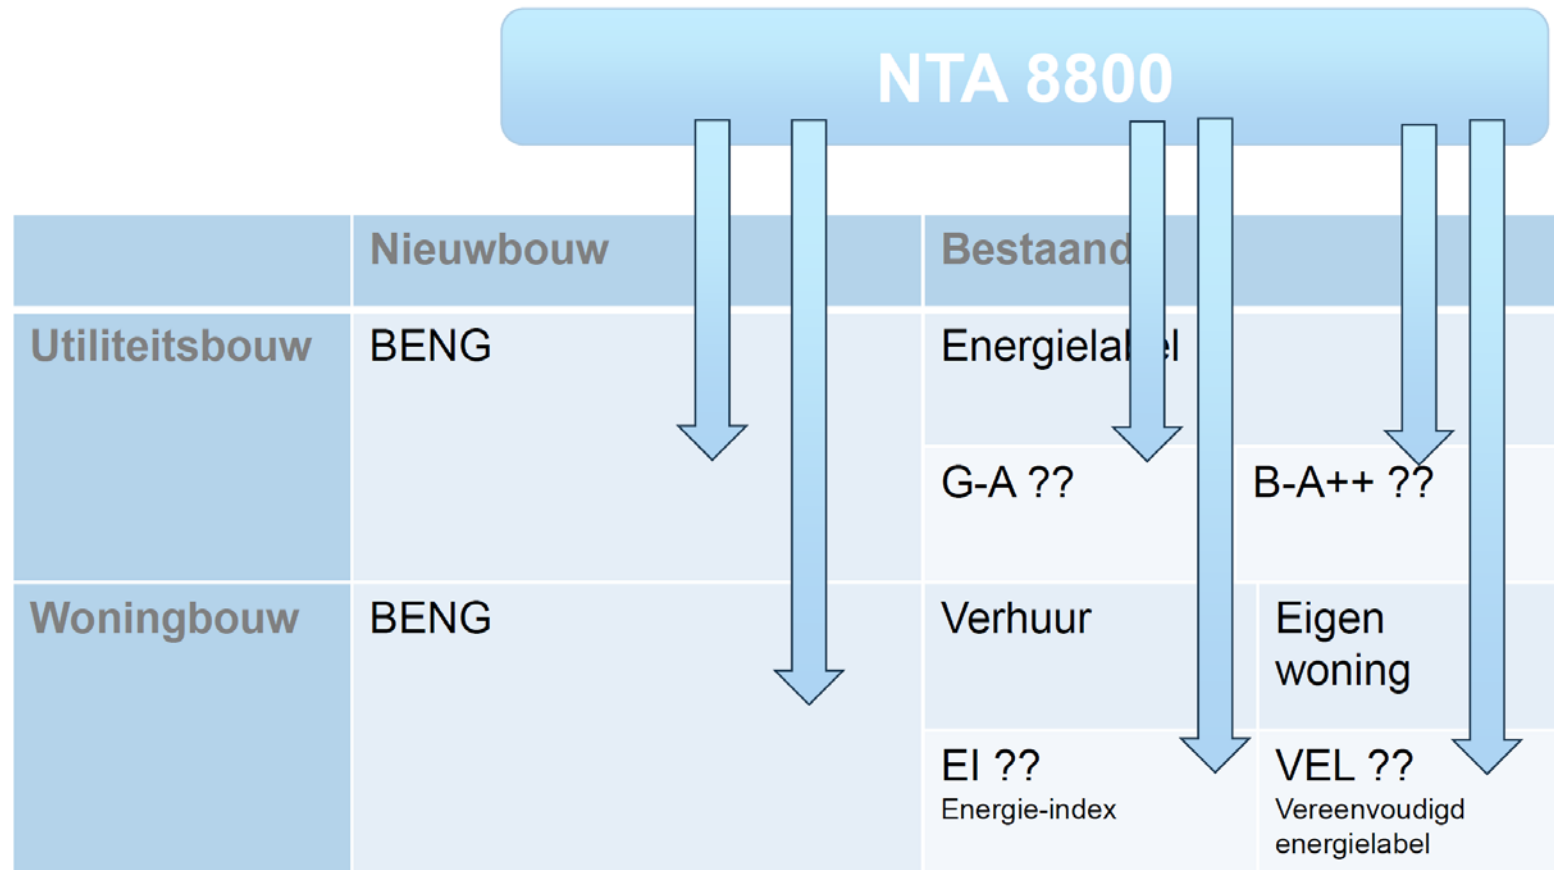 NTA 8800
Nieuwbouw
Bestaand
Utiliteitsbouw
BENG
Energielabel
G-A ??
B-A++ ??
Woningbouw
BENG
Verhuur
Eigen
woning
EI ??
Energie-index
VEL ??
Vereenvoudigd
energielabel